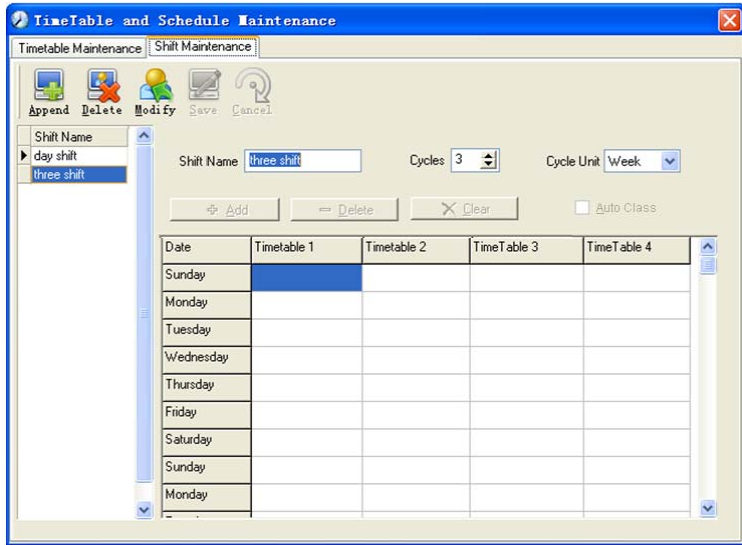 TimeTable and Schedule Maintenance
Timetable Maintenance Shift Maintenance
Append Delete Modify Save Cancel
Shift Name
day shift
three shift
Shift Name three shift Cycles 3 Cycle Unit Week
Add Delete Clear Auto Class
Date Timetable 1 Timetable 2 TimeTable 3 TimeTable 4
Sunday
Monday
Tuesday
Wednesday
Thursday
Friday
Saturday
Sunday
Monday